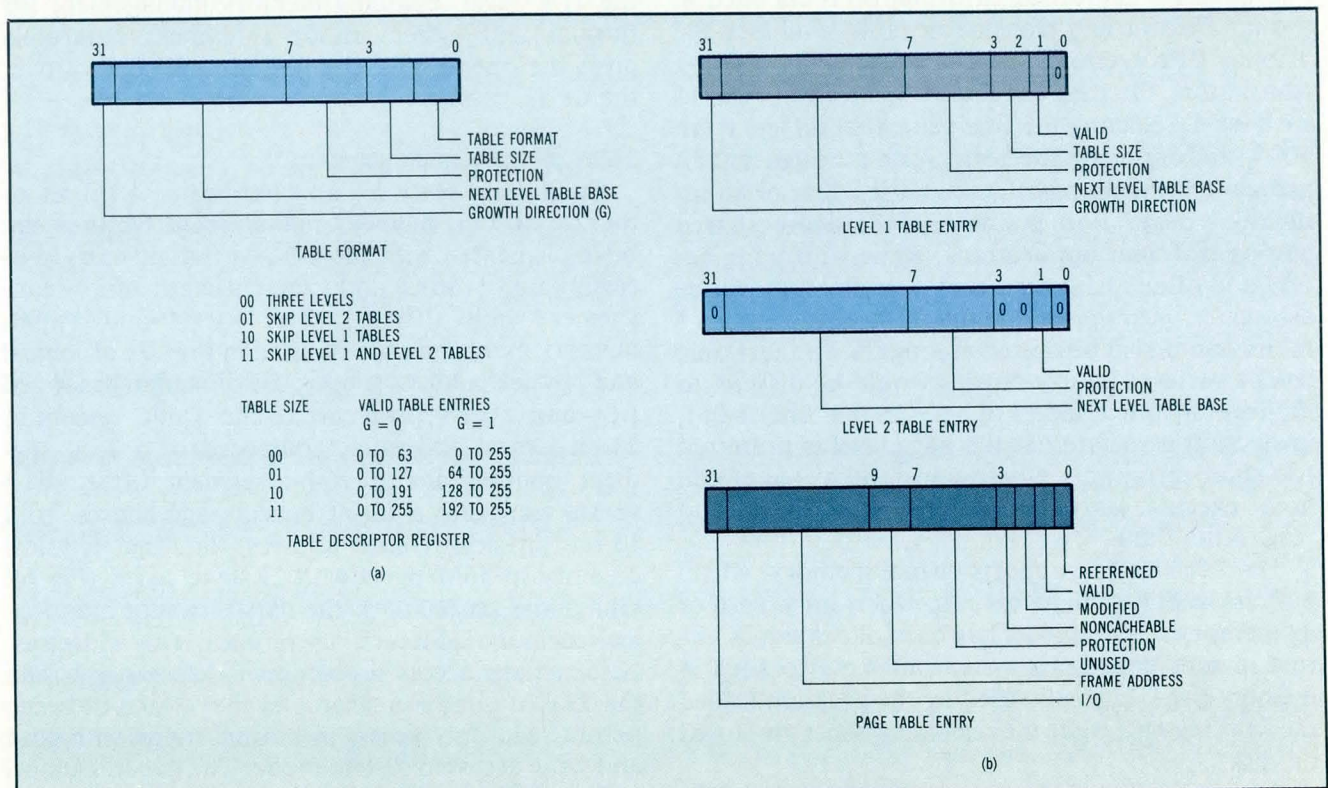 31 7 3 0
TABLE FORMAT
TABLE SIZE
PROTECTION
NEXT LEVEL TABLE BASE
GROWTH DIRECTION (G)
TABLE FORMAT
00 THREE LEVELS
01 SKIP LEVEL 2 TABLES
10 SKIP LEVEL 1 TABLES
11 SKIP LEVEL 1 AND LEVEL 2 TABLES
TABLE SIZE VALID TABLE ENTRIES
G = 0 G = 1
00 0 TO 63 0 TO 255
01 0 TO 127 64 TO 255
10 0 TO 191 128 TO 255
11 0 TO 255 192 TO 255
TABLE DESCRIPTOR REGISTER
(a)
31 7 3 2 1 0
0
VALID
TABLE SIZE
PROTECTION
NEXT LEVEL TABLE BASE
GROWTH DIRECTION
LEVEL 1 TABLE ENTRY
31 7 3 1 0
0 0 0 0
VALID
PROTECTION
NEXT LEVEL TABLE BASE
LEVEL 2 TABLE ENTRY
31 9 7 3 0
REFERENCED
VALID
MODIFIED
NONCACHEABLE
PROTECTION
UNUSED
FRAME ADDRESS
I/O
PAGE TABLE ENTRY
(b)